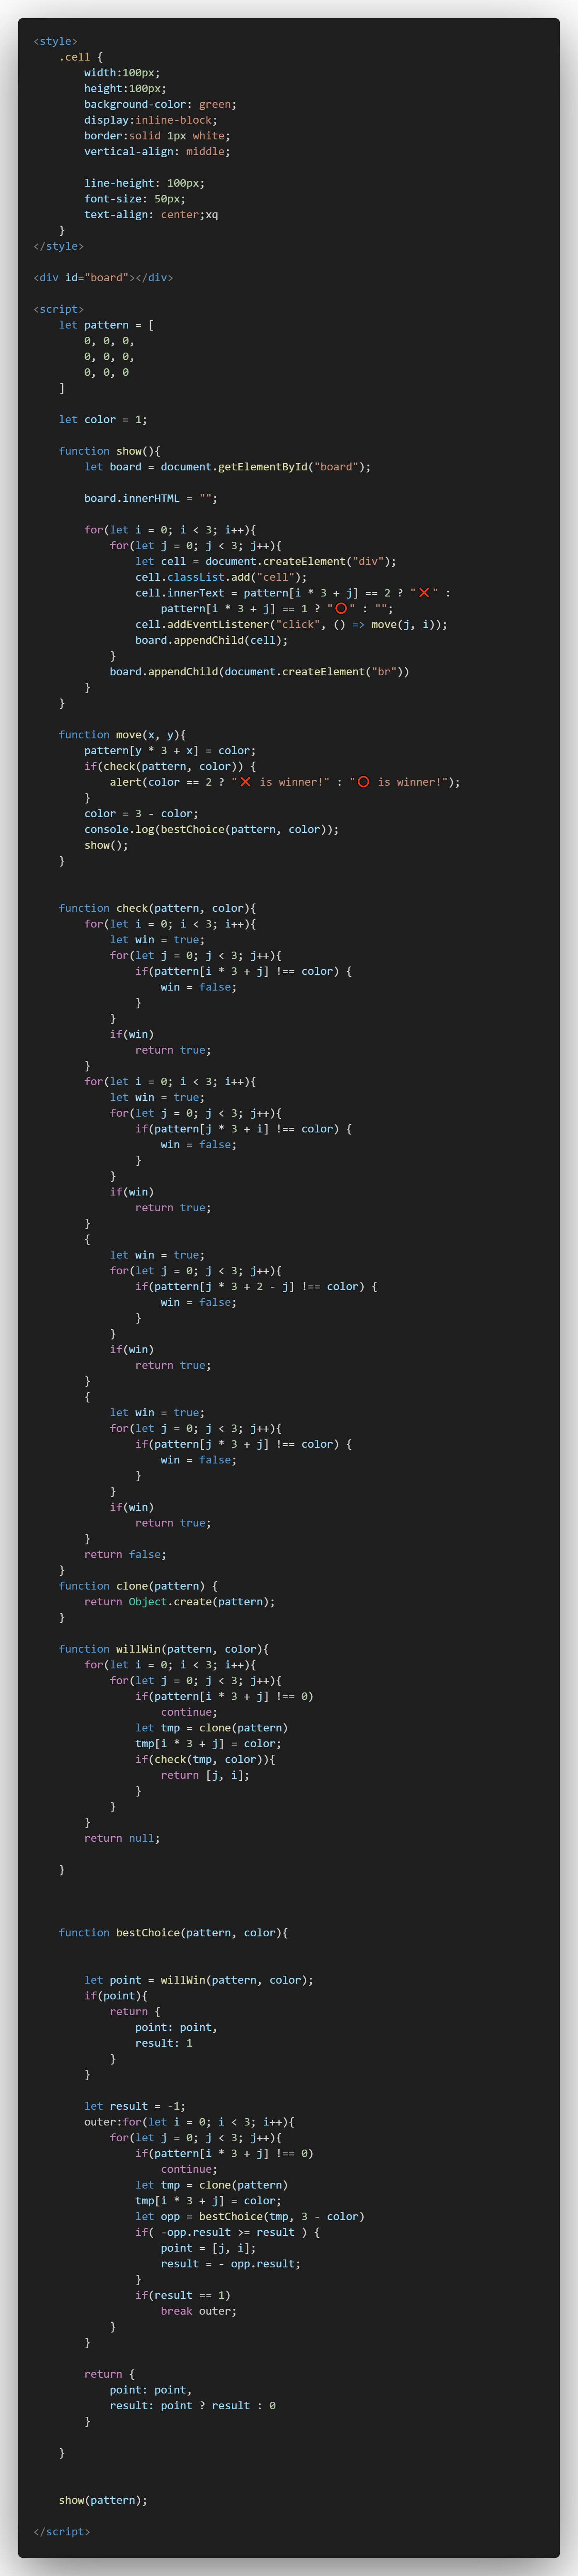 <style>
    .cell {
        width:100px;
        height:100px;
        background-color: green;
        display:inline-block;
        border:solid 1px white;
        vertical-align: middle;

        line-height: 100px;
        font-size: 50px;
        text-align: center;xq
    }
</style>

<div id="board"></div>

<script>
    let pattern = [
        0, 0, 0,
        0, 0, 0,
        0, 0, 0
    ]

    let color = 1;

    function show(){
        let board = document.getElementById("board");

        board.innerHTML = "";

        for(let i = 0; i < 3; i++){
            for(let j = 0; j < 3; j++){
                let cell = document.createElement("div");
                cell.classList.add("cell");
                cell.innerText = pattern[i * 3 + j] == 2 ? "❌" :
                    pattern[i * 3 + j] == 1 ? "⭕" : "";
                cell.addEventListener("click", () => move(j, i));
                board.appendChild(cell);
            }
            board.appendChild(document.createElement("br"))
        }
    }

    function move(x, y){
        pattern[y * 3 + x] = color;
        if(check(pattern, color)) {
            alert(color == 2 ? "❌ is winner!" : "⭕ is winner!");
        }
        color = 3 - color;
        console.log(bestChoice(pattern, color));
        show();
    }


    function check(pattern, color){
        for(let i = 0; i < 3; i++){
            let win = true;
            for(let j = 0; j < 3; j++){
                if(pattern[i * 3 + j] !== color) {
                    win = false;
                }
            }
            if(win)
                return true;
        }
        for(let i = 0; i < 3; i++){
            let win = true;
            for(let j = 0; j < 3; j++){
                if(pattern[j * 3 + i] !== color) {
                    win = false;
                }
            }
            if(win)
                return true;
        }
        {
            let win = true;
            for(let j = 0; j < 3; j++){
                if(pattern[j * 3 + 2 - j] !== color) {
                    win = false;
                }
            }
            if(win)
                return true;
        }
        {
            let win = true;
            for(let j = 0; j < 3; j++){
                if(pattern[j * 3 + j] !== color) {
                    win = false;
                }
            }
            if(win)
                return true;
        }
        return false;
    }
    function clone(pattern) {
        return Object.create(pattern);
    }

    function willWin(pattern, color){
        for(let i = 0; i < 3; i++){
            for(let j = 0; j < 3; j++){
                if(pattern[i * 3 + j] !== 0)
                    continue;
                let tmp = clone(pattern)
                tmp[i * 3 + j] = color;
                if(check(tmp, color)){
                    return [j, i];
                }
            }
        }
        return null;

    }



    function bestChoice(pattern, color){


        let point = willWin(pattern, color);
        if(point){
            return {
                point: point,
                result: 1
            }
        }

        let result = -1;
        outer:for(let i = 0; i < 3; i++){
            for(let j = 0; j < 3; j++){
                if(pattern[i * 3 + j] !== 0)
                    continue;
                let tmp = clone(pattern)
                tmp[i * 3 + j] = color;
                let opp = bestChoice(tmp, 3 - color)
                if( -opp.result >= result ) {
                    point = [j, i];
                    result = - opp.result;
                }
                if(result == 1)
                    break outer;
            }
        }

        return {
            point: point,
            result: point ? result : 0
        }

    }


    show(pattern);

</script>